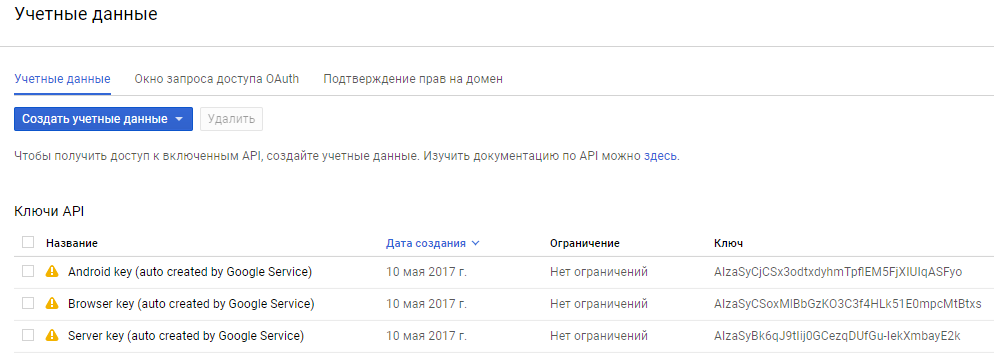 Учетные данные
Учетные данные Окно запроса доступа OAuth Подтверждение прав на домен
Создать учетные данные Удалить
Чтобы получить доступ к включенным API, создайте учетные данные. Изучить документацию по API можно здесь.
Ключи API
Название Дата создания Ограничение Ключ
Android key (auto created by Google Service) 10 мая 2017 г. Нет ограничений AIzaSyCjCSx3odtxdyhmTpflEM5FjXIUIqASFyo
Browser key (auto created by Google Service) 10 мая 2017 г. Нет ограничений AIzaSyCSoxMIBbGzKO3C3f4HLk51E0mpcMtBtxs
Server key (auto created by Google Service) 10 мая 2017 г. Нет ограничений AIzaSyBk6qJ9tIij0GCezqDUfGu-IekXmbayE2k